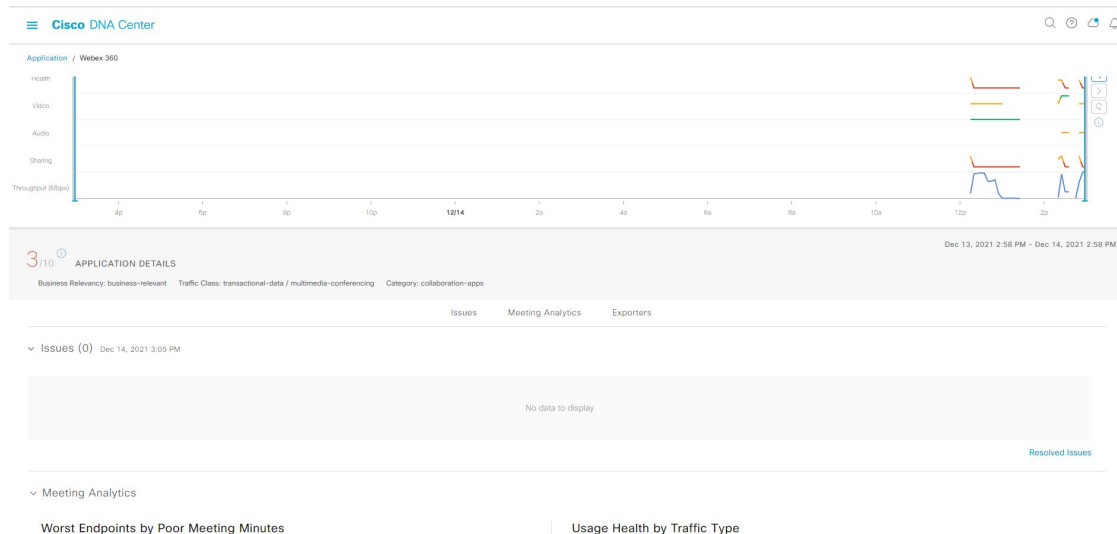 Cisco DNA Center
Application / Webex 360
Health
Video
Audio
Sharing
Throughput (Mbps)
4p 6p 8p 10p 12/14 2a 4a 6a 8a 10a 12p 2p
Dec 13, 2021 2:58 PM - Dec 14, 2021 2:58 PM
3/10 APPLICATION DETAILS
Business Relevancy: business-relevant Traffic Class: transactional-data / multimedia-conferencing Category: collaboration-apps
Issues Meeting Analytics Exporters
Issues (0) Dec 14, 2021 3:05 PM
No data to display
Resolved Issues
Meeting Analytics
Worst Endpoints by Poor Meeting Minutes Usage Health by Traffic Type